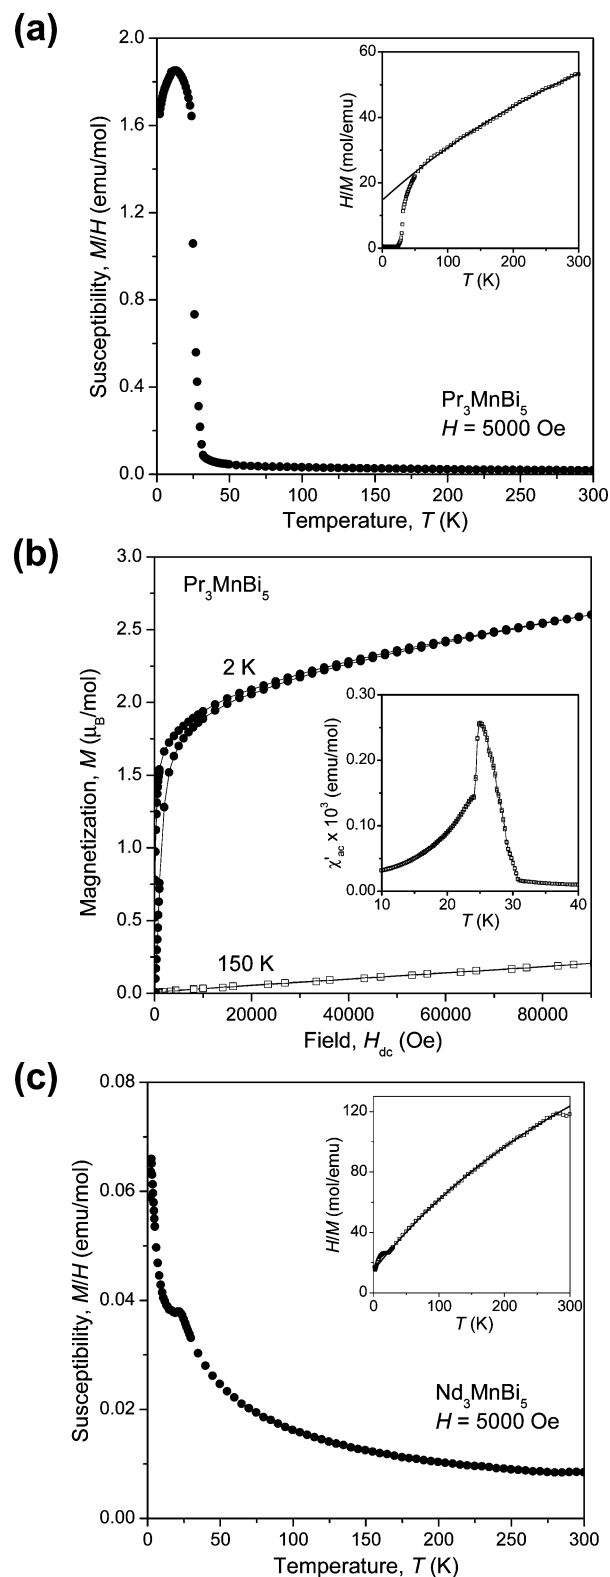 (a)
2.0
1.6
1.2
0.8
0.4
0.0
Susceptibility, M/H (emu/mol)
0 50 100 150 200 250 300
Temperature, T (K)
60
40
20
0
H/M (mol/emu)
0 100 200 300
T (K)
Pr3MnBi5
H = 5000 Oe
(b)
3.0
2.5
2.0
1.5
1.0
0.5
0.0
Magnetization, M (μB/mol)
Pr3MnBi5
2 K
0.30
0.20
0.10
0.00
χ'ac x 10³ (emu/mol)
10 20 30 40
T (K)
150 K
0 20000 40000 60000 80000
Field, Hdc (Oe)
(c)
0.08
0.06
0.04
0.02
0.00
Susceptibility, M/H (emu/mol)
120
80
40
0
H/M (mol/emu)
0 100 200 300
T (K)
Nd3MnBi5
H = 5000 Oe
0 50 100 150 200 250 300
Temperature, T (K)